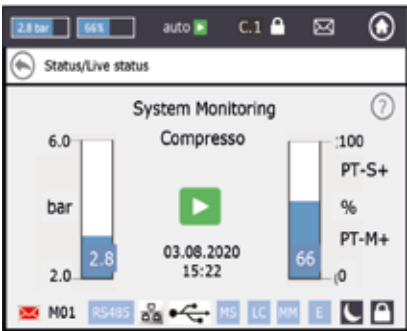 2.8 bar 66% auto C.1
Status/Live status
System Monitoring ?
6.0 Compresso 100
PT-S+
bar %
2.8 66 PT-M+
03.08.2020
2.0 15:22 0
M01 RS485 MS LC MM E